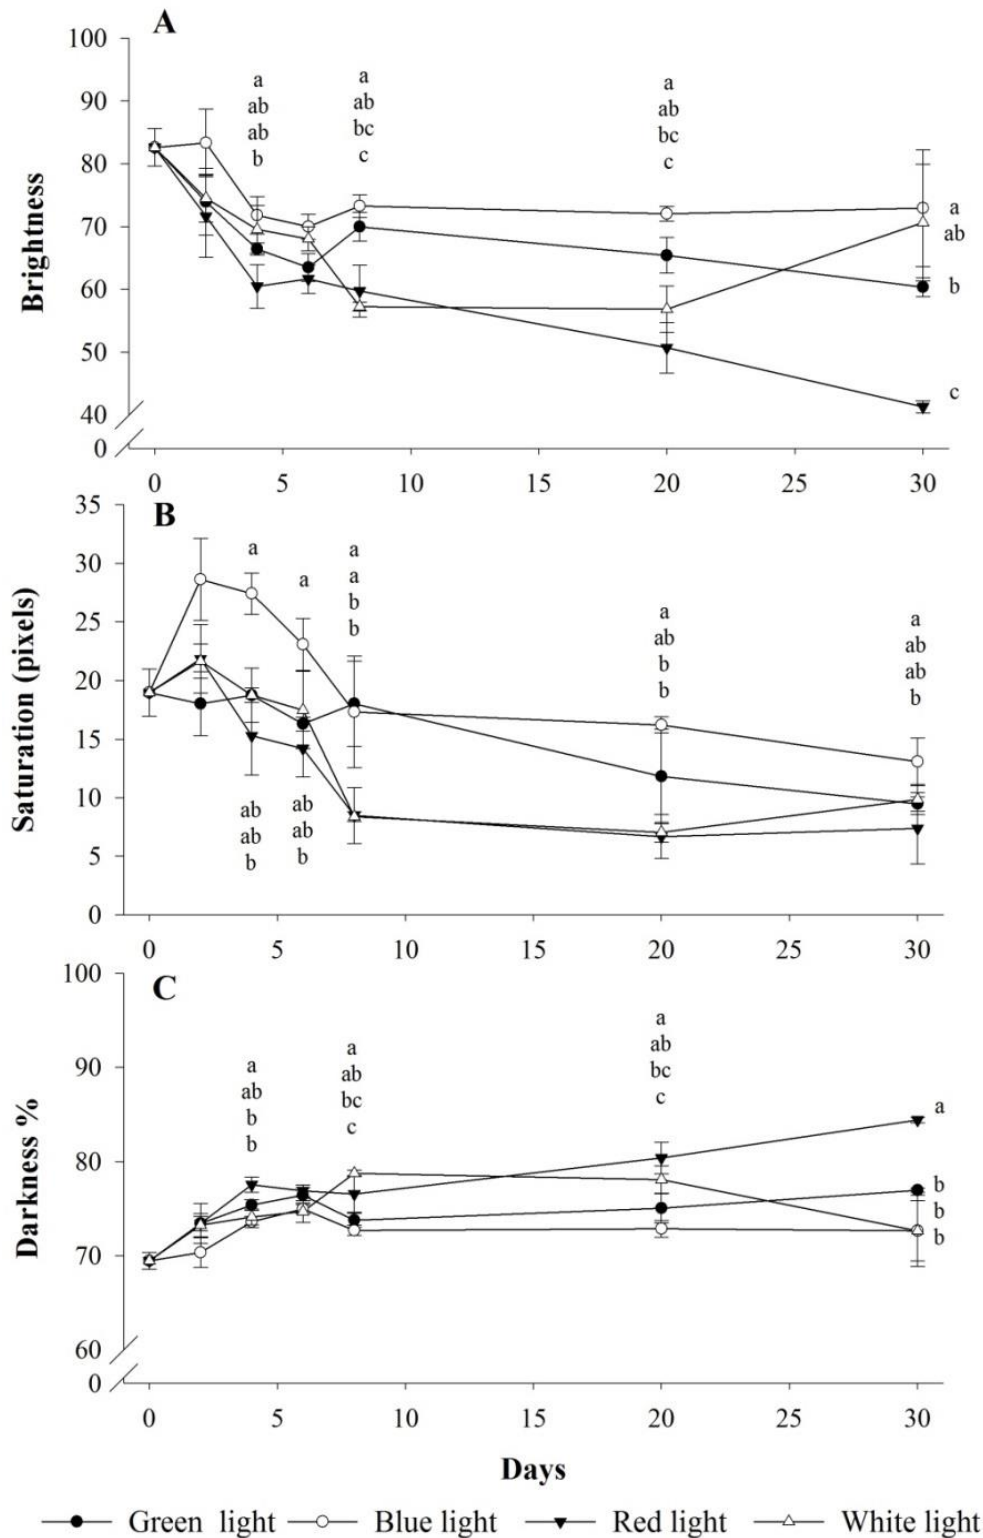 A
100
90
80
70
60
50
40
0
Brightness
a
ab
ab
b
a
ab
bc
c
a
ab
bc
c
a
ab
b
c
0 5 10 15 20 25 30
B
35
30
25
20
15
10
5
0
Saturation (pixels)
a
a
a
a
b
b
a
ab
b
b
a
ab
ab
b
ab
ab
b
ab
ab
b
0 5 10 15 20 25 30
C
100
90
80
70
60
0
Darkness %
a
ab
b
b
a
ab
bc
c
a
ab
bc
c
a
b
b
b
0 5 10 15 20 25 30
Days
Green light Blue light Red light White light